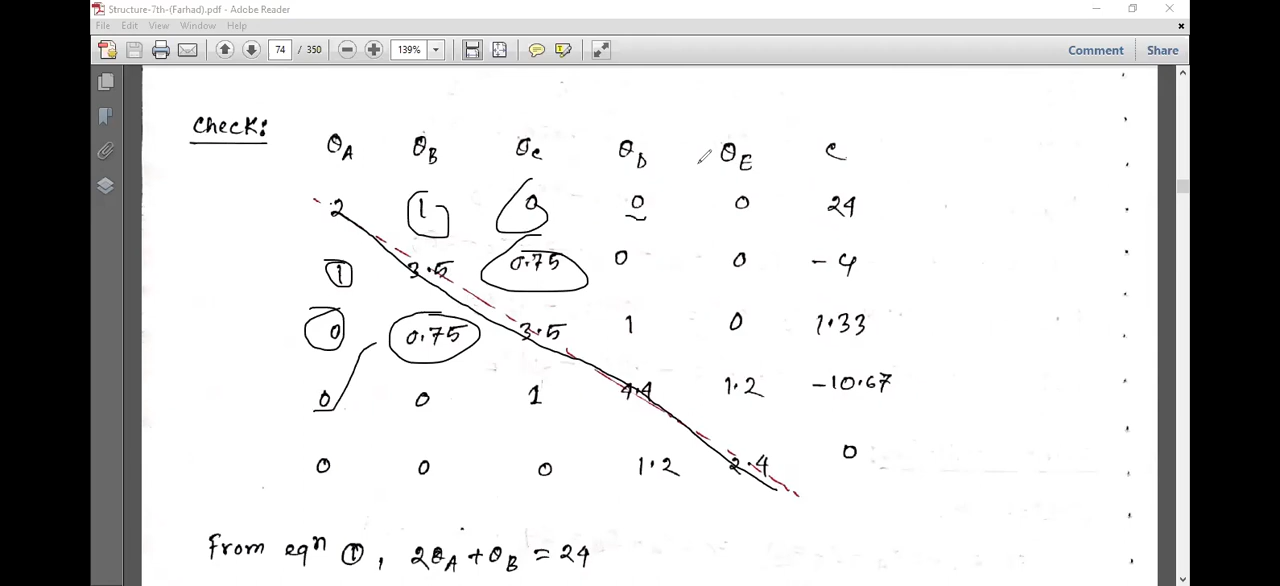 Structure-7th-(Farhad).pdf - Adobe Reader
File Edit View Window Help
74 / 350 139% Comment Share
Check:
θA θB θc θD θE c
2 1 0 0 0 24
1 3.5 0.75 0 0 -4
0 0.75 3.5 1 0 1.33
0 0 1 4.4 1.2 -10.67
0 0 0 1.2 2.4 0
From eqn ①, 2θA + θB = 24